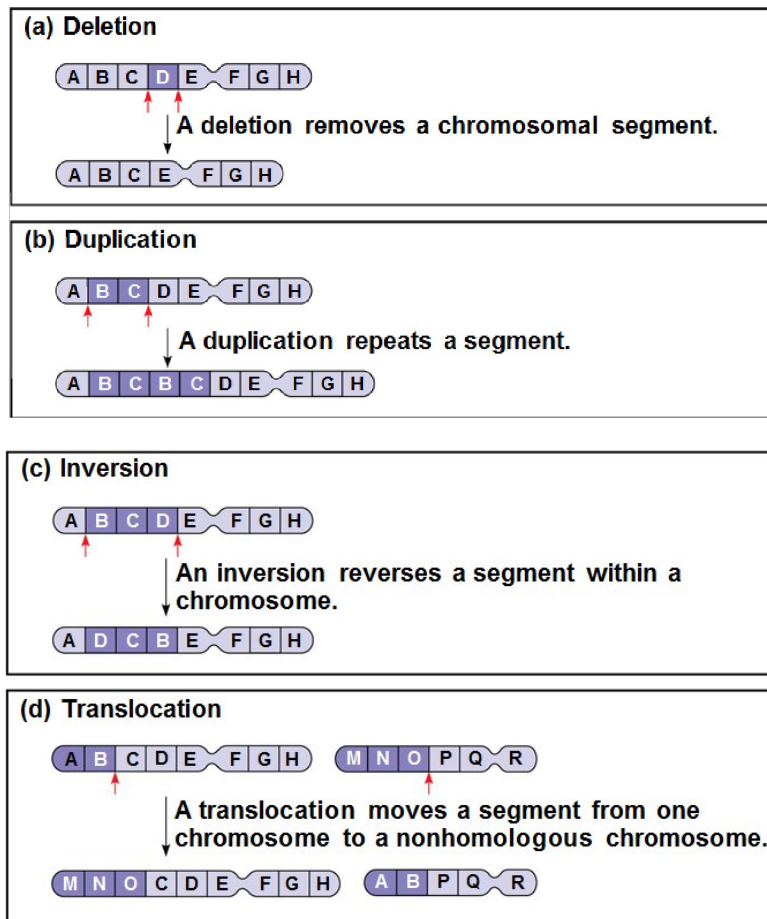 (a) Deletion
A B C D E F G H
A deletion removes a chromosomal segment.
A B C E F G H
(b) Duplication
A B C D E F G H
A duplication repeats a segment.
A B C B C D E F G H
(c) Inversion
A B C D E F G H
An inversion reverses a segment within a
chromosome.
A D C B E F G H
(d) Translocation
A B C D E F G H M N O P Q R
A translocation moves a segment from one
chromosome to a nonhomologous chromosome.
M N O C D E F G H A B P Q R